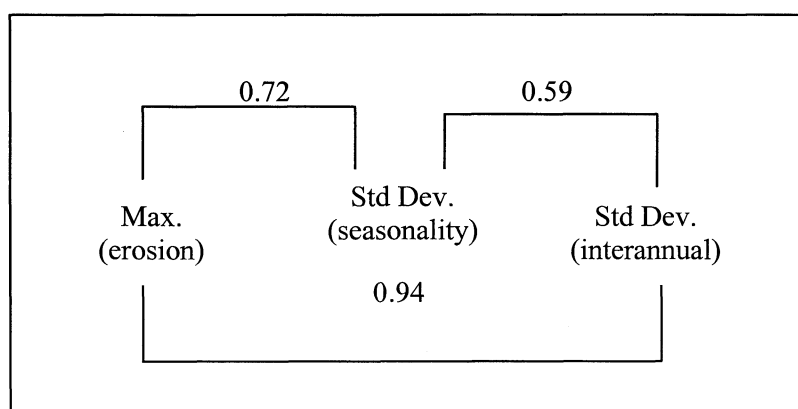 0.72
0.59
Max.
(erosion)
Std Dev.
(seasonality)
Std Dev.
(interannual)
0.94